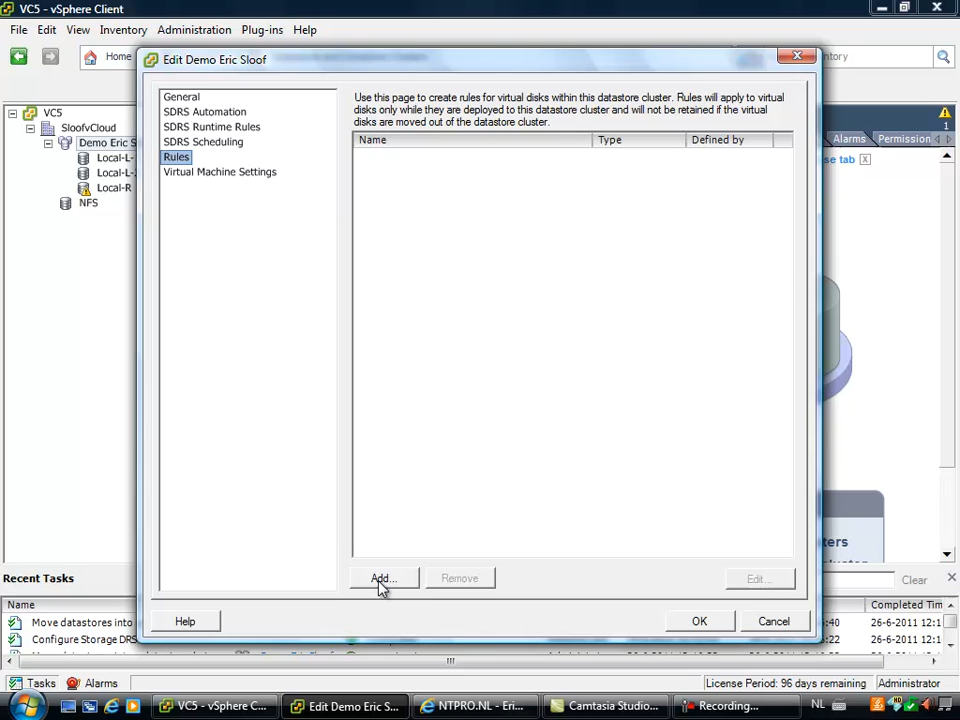 VC5 - vSphere Client
File Edit View Inventory Administration Plug-ins Help
Home
Edit Demo Eric Sloof
VC5
SloofvCloud
Demo Eric S
Local-L-
Local-L-
Local-R
NFS
General
SDRS Automation
SDRS Runtime Rules
SDRS Scheduling
Rules
Virtual Machine Settings
Use this page to create rules for virtual disks within this datastore cluster. Rules will apply to virtual
disks only while they are deployed to this datastore cluster and will not be retained if the virtual
disks are moved out of the datastore cluster.
Name Type Defined by
Add... Remove Edit...
Help OK Cancel
1
Alarms Permission
se tab
ters
Recent Tasks
Clear
Name Completed Tim
Move datastores into 40 26-6-2011 12:1
Configure Storage DRS 22 26-6-2011 12:1
Tasks Alarms License Period: 96 days remaining Administrator
VC5 - vSphere C... Edit Demo Eric S... NTPRO.NL - Eri... Camtasia Studio... Recording... NL